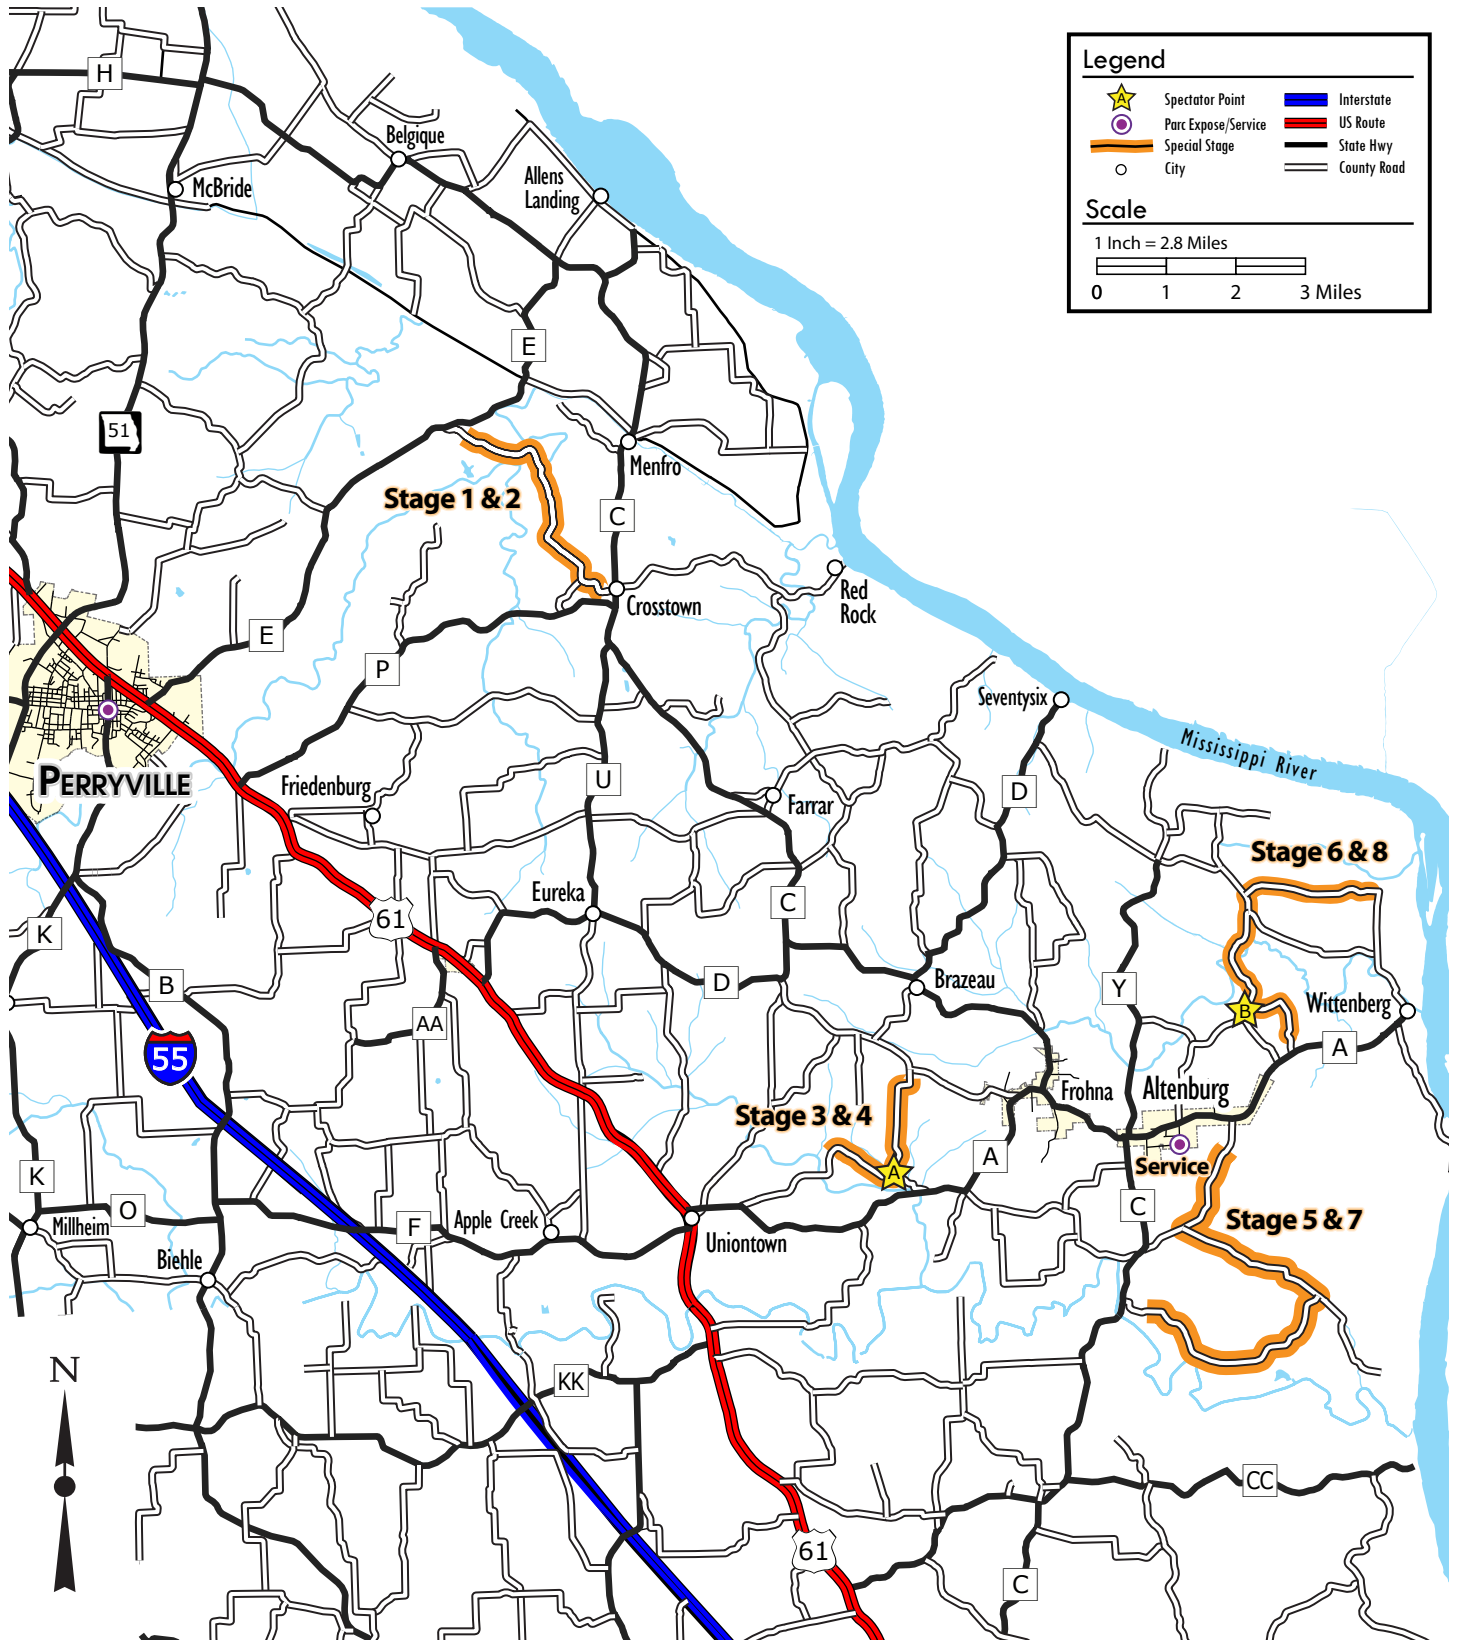 Legend
A
Spectator Point
Interstate
Parc Expose/Service
US Route
Special Stage
State Hwy
City
County Road
Scale
1 Inch = 2.8 Miles
0 1 2 3 Miles
H
Belgique
McBride
Allens
Landing
E
51
Menfro
Stage 1 & 2
C
Red
Rock
Crosstown
E
P
Seventysix
Mississippi River
PERRYVILLE
Friedenburg
U
D
Farrar
Stage 6 & 8
Eureka
C
61
K
B
D
Brazeau
Y
Wittenberg
B
AA
A
55
Frohna
Altenburg
Stage 3 & 4
A
A
Service
K
O
Millheim
F
Apple Creek
C
Stage 5 & 7
Uniontown
Biehle
N
KK
CC
61
C